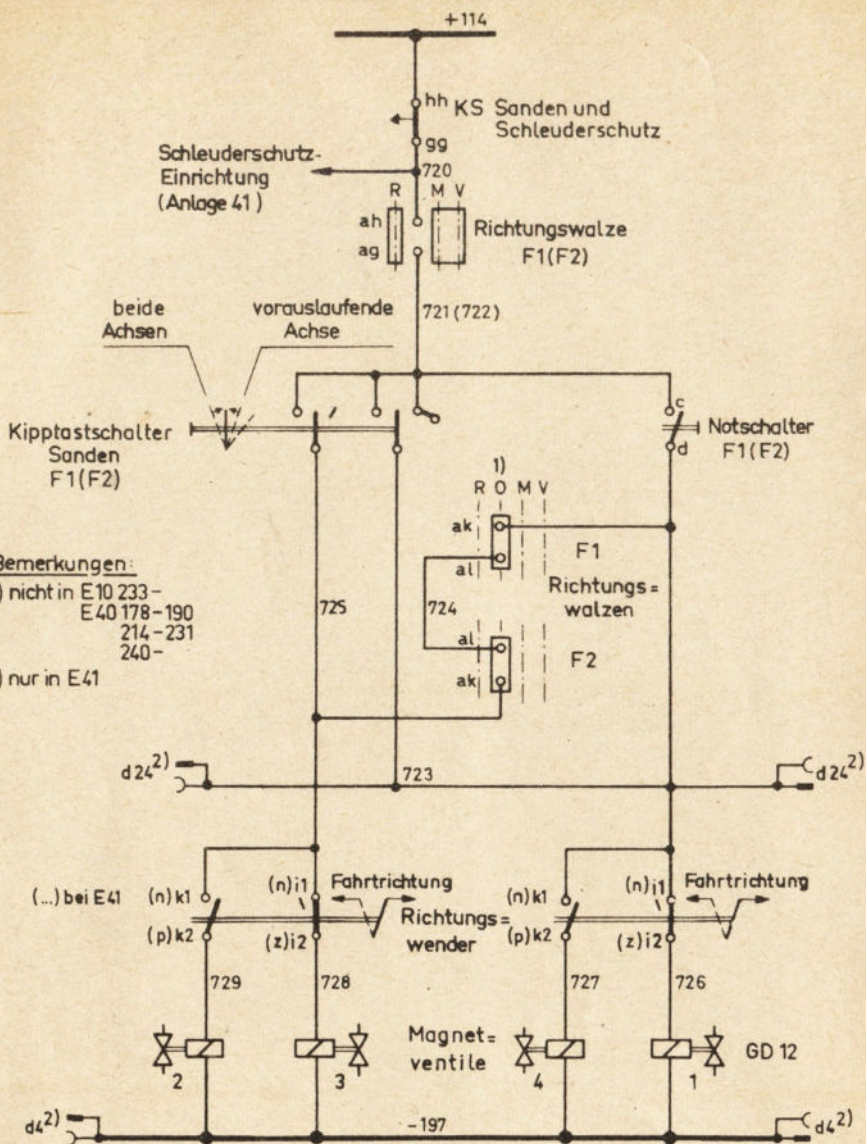 +114
hh KS Sanden und
Schleuderschutz
gg
Schleuderschutz-
Einrichtung
(Anlage 41)
720
R M V
ah
ag
Richtungswalze
F1(F2)
721(722)
beide
Achsen
vorauslaufende
Achse
Kipptastschalter
Sanden
F1(F2)
c
d
Notschalter
F1(F2)
1)
R O M V
ak
al
F1
Richtungs=
walzen
724
725
al
ak
F2
Bemerkungen:
) nicht in E10 233-
E40 178-190
214-231
240-
) nur in E41
d24 2)
723
d24 2)
(...) bei E41
(n)k1
(p)k2
(n)i1
(z)i2
Fahrtrichtung
Richtungs=
wender
(n)k1
(p)k2
(n)i1
(z)i2
Fahrtrichtung
729
728
727
726
Magnet=
ventile
GD 12
2
3
4
1
d4 2)
-197
d4 2)